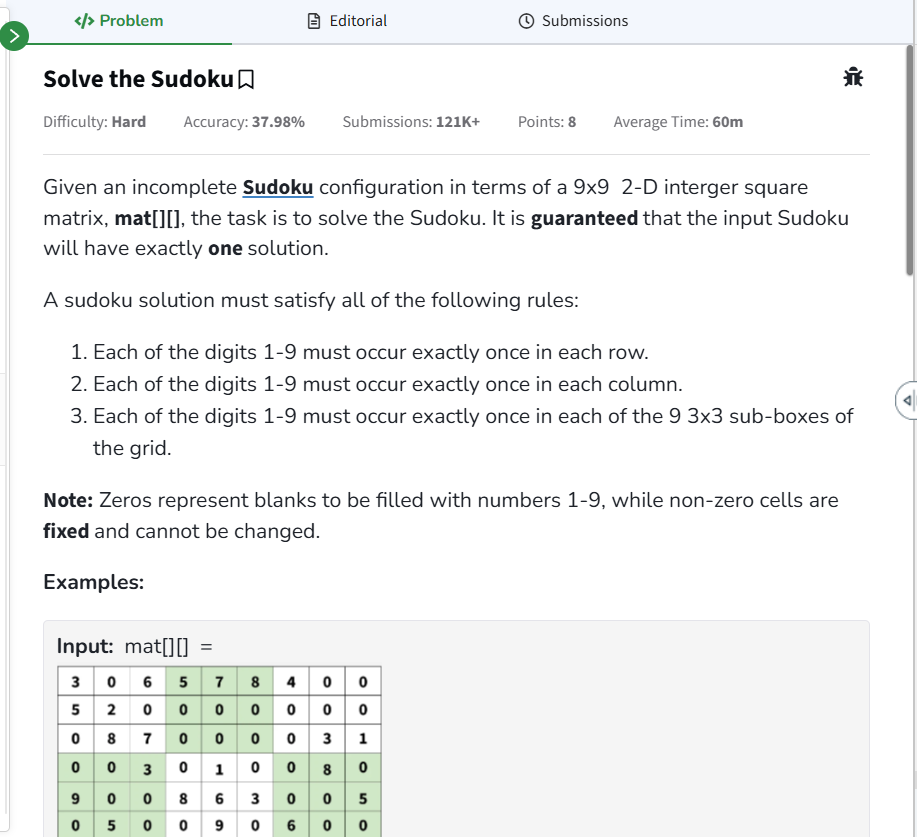 </> Problem Editorial Submissions
Solve the Sudoku
Difficulty: Hard Accuracy: 37.98% Submissions: 121K+ Points: 8 Average Time: 60m
Given an incomplete Sudoku configuration in terms of a 9x9 2-D interger square
matrix, mat[][], the task is to solve the Sudoku. It is guaranteed that the input Sudoku
will have exactly one solution.
A sudoku solution must satisfy all of the following rules:
1. Each of the digits 1-9 must occur exactly once in each row.
2. Each of the digits 1-9 must occur exactly once in each column.
3. Each of the digits 1-9 must occur exactly once in each of the 9 3x3 sub-boxes of
the grid.
Note: Zeros represent blanks to be filled with numbers 1-9, while non-zero cells are
fixed and cannot be changed.
Examples:
Input: mat[][] =
3 0 6 5 7 8 4 0 0
5 2 0 0 0 0 0 0 0
0 8 7 0 0 0 0 3 1
0 0 3 0 1 0 0 8 0
9 0 0 8 6 3 0 0 5
0 5 0 0 9 0 6 0 0